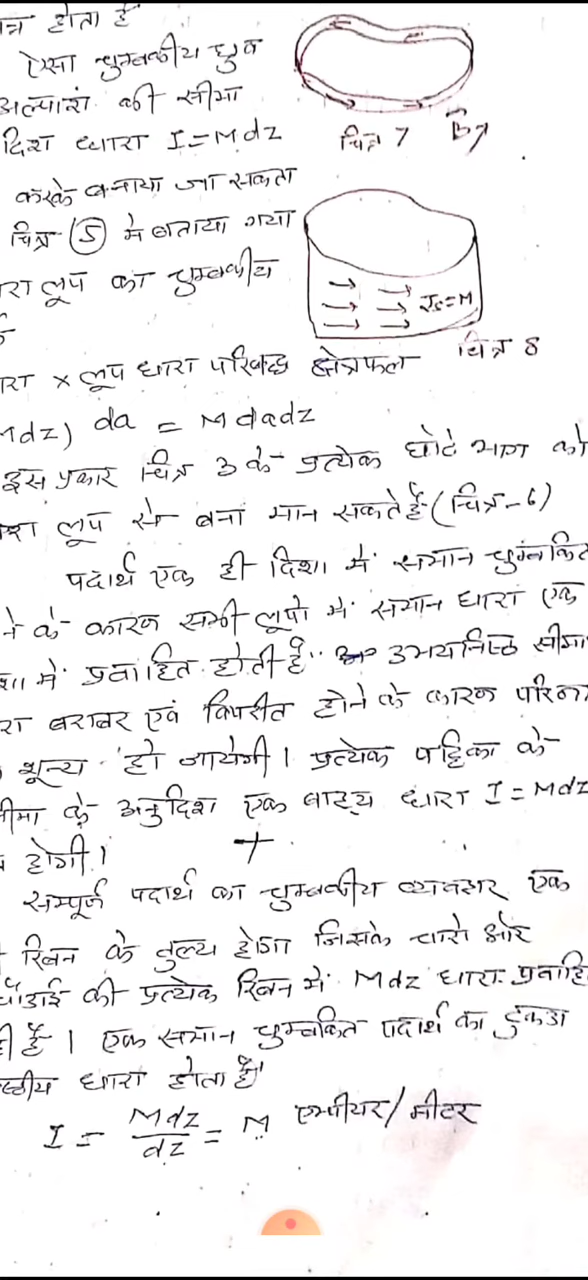 होता है
ऐसा चुम्बकीय ध्रुव
अल्पांश की सीमा
दिश धारा I = Mdz
चित्र 7
करके बनाया जा सकता
चित्र (5) में बताया गया
रा लूप का चुम्बकीय
Js = M
चित्र 8
रा × लूप धारा परिबद्ध क्षेत्रफल
Mdz) da = M dadz
इस प्रकार चित्र 3 के प्रत्येक छोटे भाग को
लूप से बना मान सकते हैं (चित्र-6)
पदार्थ एक ही दिशा में समान चुम्बकित
ने के कारण सभी लूपो में समान धारा एक
शा में प्रवाहित होती है उभयनिष्ठ सीमा
रा बराबर एवं विपरीत होने के कारण परिणा
शून्य हो जायेगी। प्रत्येक पट्टिका के
सीमा के अनुदिश एक बाह्य धारा I = Mdz
होगी।
सम्पूर्ण पदार्थ का चुम्बकीय व्यवहार एक
रिबन के तुल्य होगा जिसके चारो ओर
चौडाई की प्रत्येक रिबन में Mdz धारा प्रवाहि
ही है। एक समान चुम्बकित पदार्थ का टुकडा
धारा होता है।
I = Mdz/dz = M एम्पीयर/मीटर